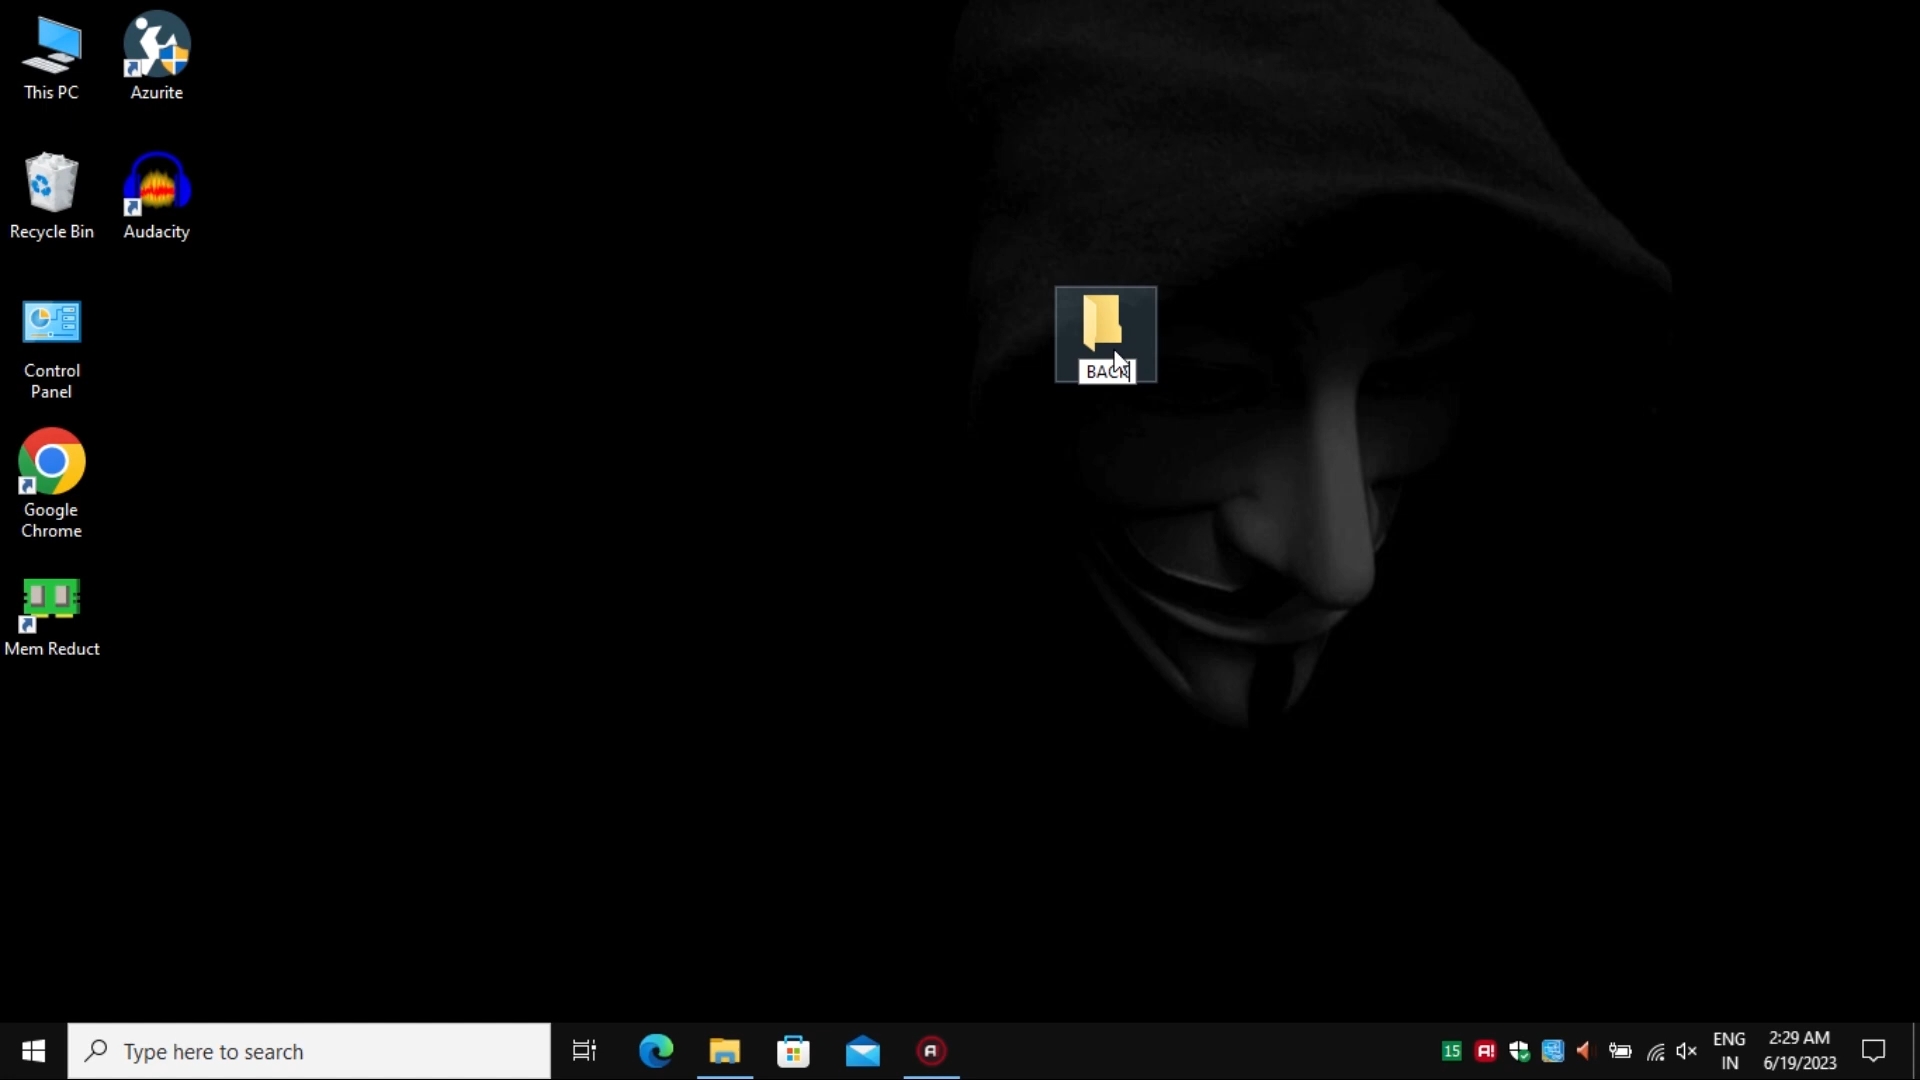 This PC
Azurite
Recycle Bin
Audacity
Control
Panel
Google
Chrome
Mem Reduct
BACK
Type here to search
15
A!
ENG
IN
2:29 AM
6/19/2023